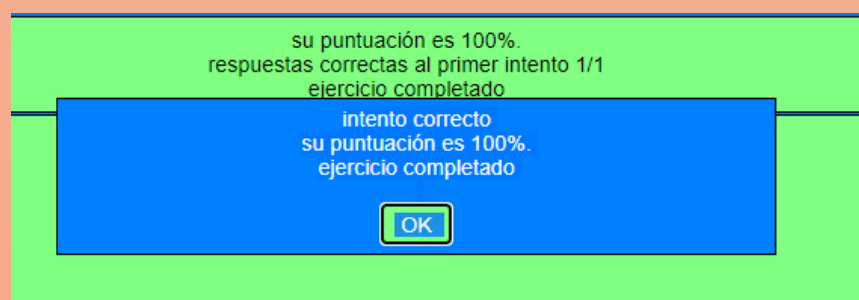 su puntuación es 100%.
respuestas correctas al primer intento 1/1
ejercicio completado
intento correcto
su puntuación es 100%.
ejercicio completado
OK